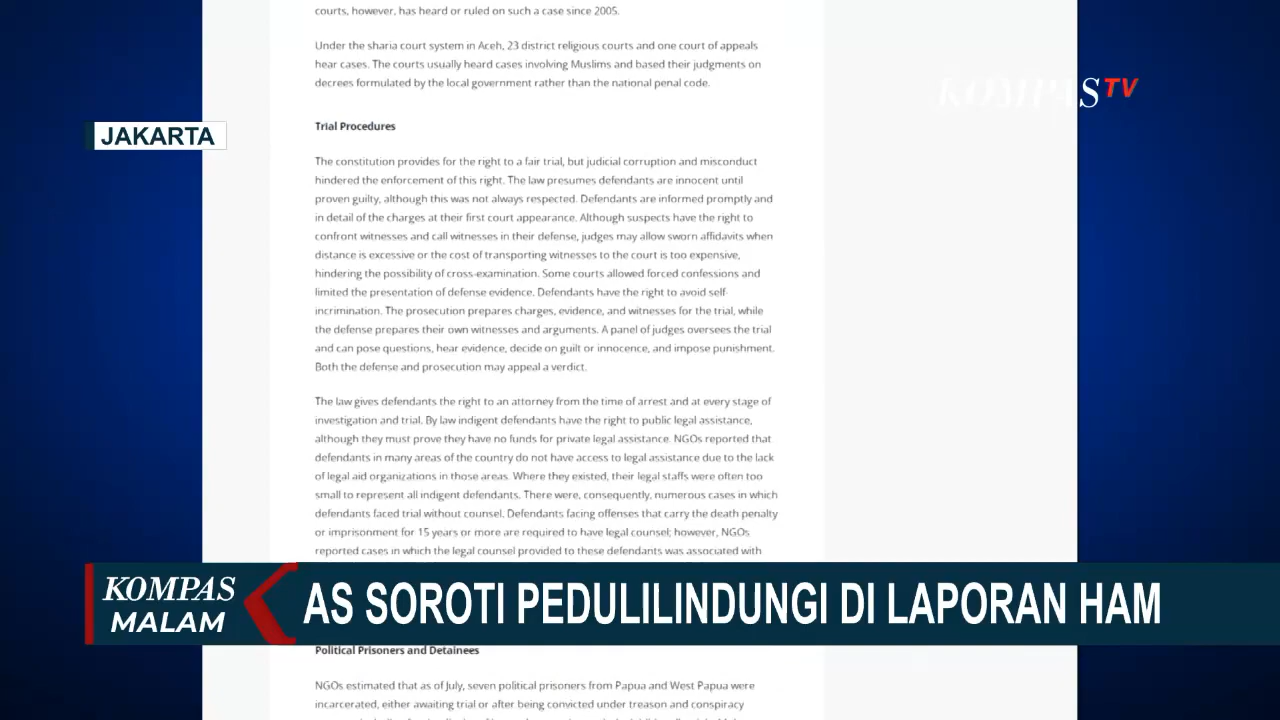 courts, however, has heard or ruled on such a case since 2005.
Under the sharia court system in Aceh, 23 district religious courts and one court of appeals
hear cases. The courts usually heard cases involving Muslims and based their judgments on
decrees formulated by the local government rather than the national penal code.
KOMPAS TV
JAKARTA
Trial Procedures
The constitution provides for the right to a fair trial, but judicial corruption and misconduct
hindered the enforcement of this right. The law presumes defendants are innocent until
proven guilty, although this was not always respected. Defendants are informed promptly and
in detail of the charges at their first court appearance. Although suspects have the right to
confront witnesses and call witnesses in their defense, judges may allow sworn affidavits when
distance is excessive or the cost of transporting witnesses to the court is too expensive,
hindering the possibility of cross-examination. Some courts allowed forced confessions and
limited the presentation of defense evidence. Defendants have the right to avoid self-
incrimination. The prosecution prepares charges, evidence, and witnesses for the trial, while
the defense prepares their own witnesses and arguments. A panel of judges oversees the trial
and can pose questions, hear evidence, decide on guilt or innocence, and impose punishment.
Both the defense and prosecution may appeal a verdict.
The law gives defendants the right to an attorney from the time of arrest and at every stage of
investigation and trial. By law indigent defendants have the right to public legal assistance,
although they must prove they have no funds for private legal assistance. NGOs reported that
defendants in many areas of the country do not have access to legal assistance due to the lack
of legal aid organizations in those areas. Where they existed, their legal staffs were often too
small to represent all indigent defendants. There were, consequently, numerous cases in which
defendants faced trial without counsel. Defendants facing offenses that carry the death penalty
or imprisonment for 15 years or more are required to have legal counsel; however, NGOs
reported cases in which the legal counsel provided to these defendants was associated with
KOMPAS
MALAM
AS SOROTI PEDULILINDUNGI DI LAPORAN HAM
Political Prisoners and Detainees
NGOs estimated that as of July, seven political prisoners from Papua and West Papua were
incarcerated, either awaiting trial or after being convicted under treason and conspiracy